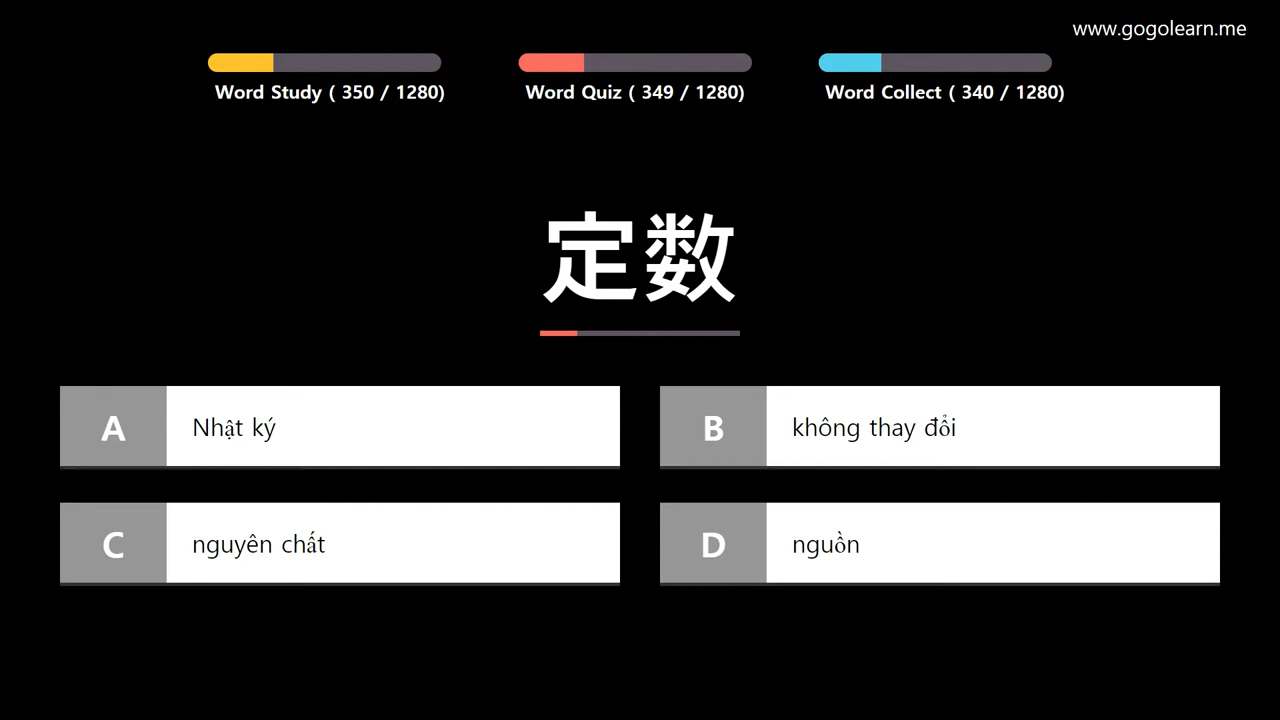 www.gogolearn.me
Word Study ( 350 / 1280)
Word Quiz ( 349 / 1280)
Word Collect ( 340 / 1280)
定数
A Nhật ký
B không thay đổi
C nguyên chất
D nguồn